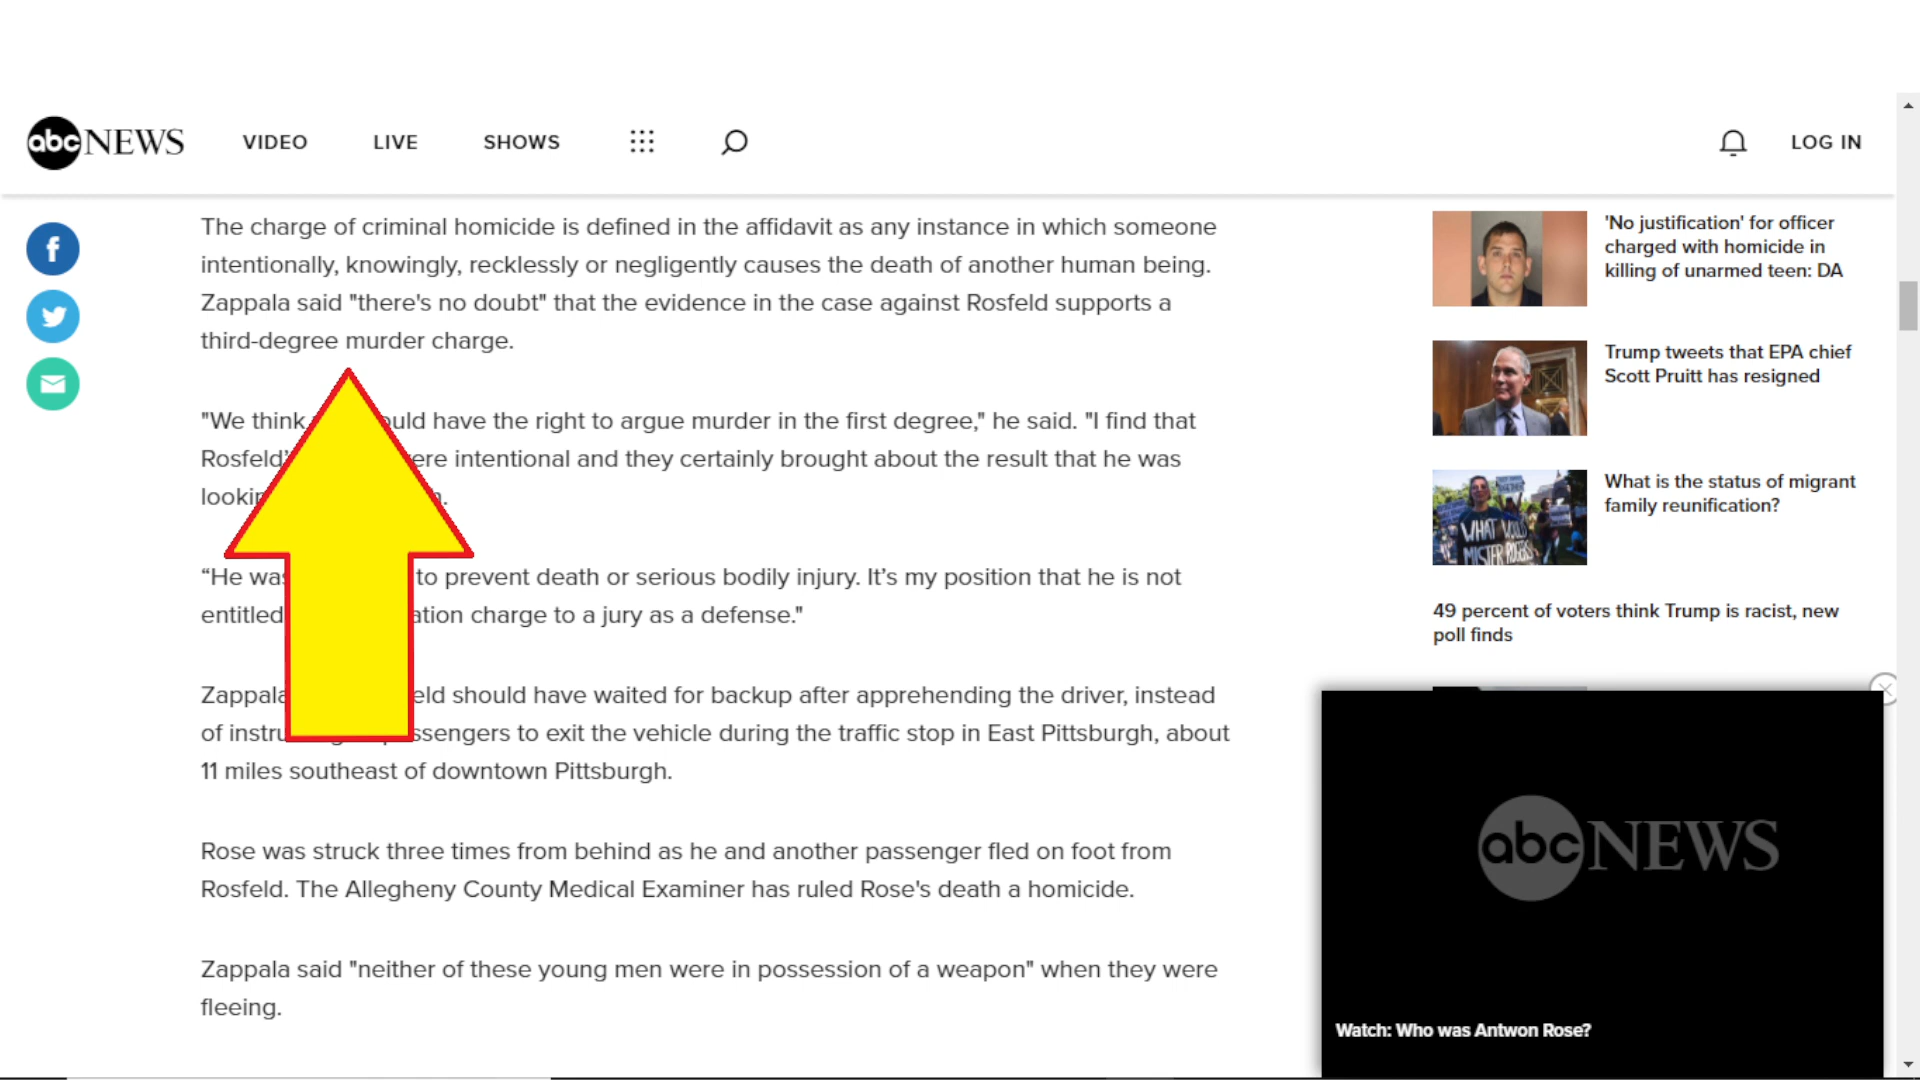 abc NEWS
VIDEO
LIVE
SHOWS
LOG IN
The charge of criminal homicide is defined in the affidavit as any instance in which someone
intentionally, knowingly, recklessly or negligently causes the death of another human being.
Zappala said "there's no doubt" that the evidence in the case against Rosfeld supports a
third-degree murder charge.
"We think have the right to argue murder in the first degree," he said. "I find that
Rosfeld' intentional and they certainly brought about the result that he was
"He was to prevent death or serious bodily injury. It's my position that he is not
entitled charge to a jury as a defense."
Zappala should have waited for backup after apprehending the driver, instead
of to exit the vehicle during the traffic stop in East Pittsburgh, about
11 miles southeast of downtown Pittsburgh.
Rose was struck three times from behind as he and another passenger fled on foot from
Rosfeld. The Allegheny County Medical Examiner has ruled Rose's death a homicide.
Zappala said "neither of these young men were in possession of a weapon" when they were
fleeing.
'No justification' for officer
charged with homicide in
killing of unarmed teen: DA
Trump tweets that EPA chief
Scott Pruitt has resigned
WHAT WOULD
MISTER ROGERS
What is the status of migrant
family reunification?
49 percent of voters think Trump is racist, new
poll finds
abc NEWS
Watch: Who was Antwon Rose?